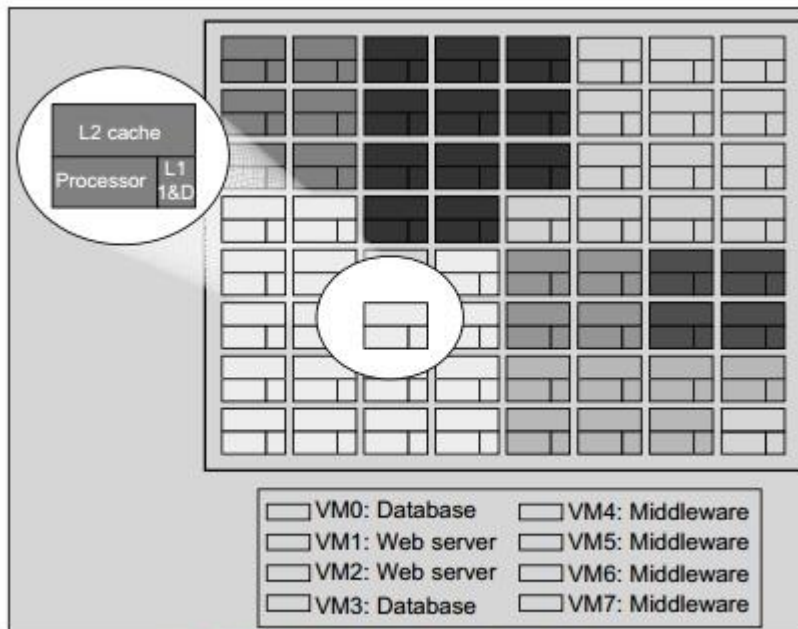 L2 cache
Processor L1
1&D
VM0: Database VM4: Middleware
VM1: Web server VM5: Middleware
VM2: Web server VM6: Middleware
VM3: Database VM7: Middleware